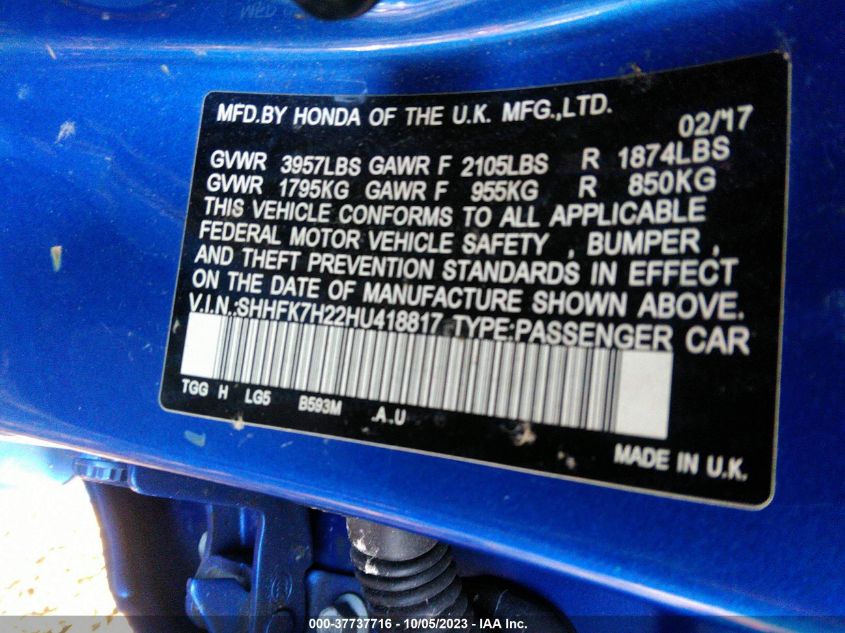 MFD.BY HONDA OF THE U.K. MFG.,LTD. 02/'17
GVWR 3957LBS GAWR F 2105LBS R 1874LBS
GVWR 1795KG GAWR F 955KG R 850KG
THIS VEHICLE CONFORMS TO ALL APPLICABLE
FEDERAL MOTOR VEHICLE SAFETY , BUMPER ,
AND THEFT PREVENTION STANDARDS IN EFFECT
ON THE DATE OF MANUFACTURE SHOWN ABOVE.
V.I.N.:SHHFK7H22HU418817 TYPE:PASSENGER CAR
TGG H LG5 B593M .A .U
MADE IN U.K.
000-37737716 - 10/05/2023 - IAA Inc.